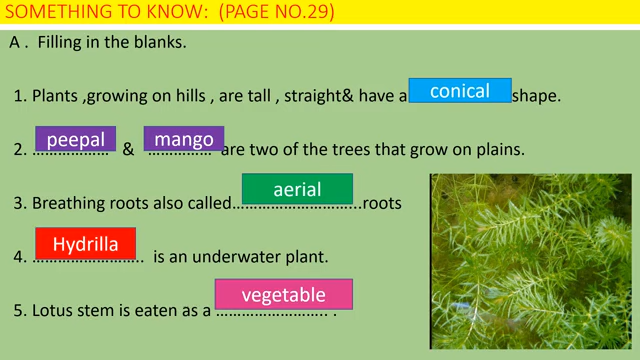 SOMETHING TO KNOW: (PAGE NO.29)
A . Filling in the blanks.
1. Plants ,growing on hills , are tall , straight& have a conical shape.
2. peepal ……………… & mango …………… are two of the trees that grow on plains.
3. Breathing roots also called aerial ………………………...roots
4. Hydrilla …………………….. is an underwater plant.
5. Lotus stem is eaten as a vegetable …………………….. .